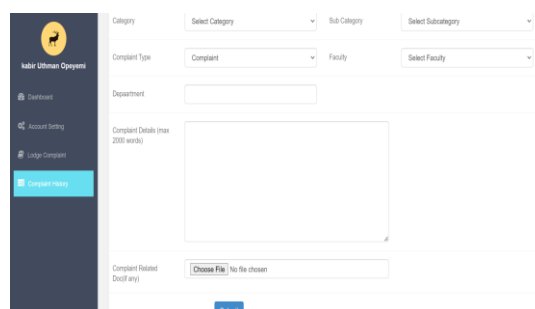 Category Select Category Sub Category Select Subcategory
kabir Uthman Opeyemi
Complaint Type Complaint Faculty Select Faculty
Dashboard
Depaartment
Account Setting
Complaint Details (max
2000 words)
Lodge Complaint
Complaint History
Complaint Related
Doc(if any)
Choose File No file chosen